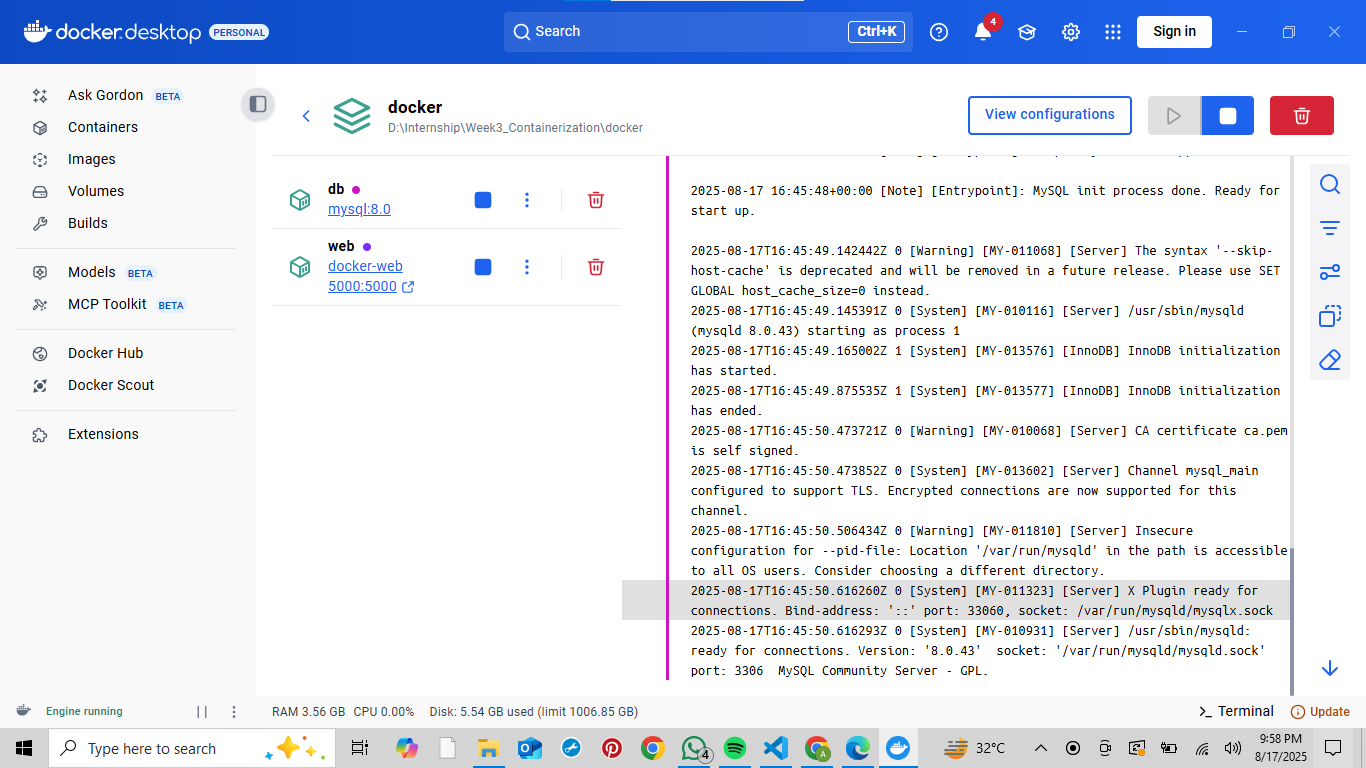 docker.desktop PERSONAL
Search
Ctrl+K
4
Sign in
Ask Gordon BETA
Containers
Images
Volumes
Builds
Models BETA
MCP Toolkit BETA
Docker Hub
Docker Scout
Extensions
docker
D:\Internship\Week3_Containerization\docker
View configurations
db
mysql:8.0
web
docker-web
5000:5000
2025-08-17 16:45:48+00:00 [Note] [Entrypoint]: MySQL init process done. Ready for
start up.
2025-08-17T16:45:49.142442Z 0 [Warning] [MY-011068] [Server] The syntax '--skip-
host-cache' is deprecated and will be removed in a future release. Please use SET
GLOBAL host_cache_size=0 instead.
2025-08-17T16:45:49.145391Z 0 [System] [MY-010116] [Server] /usr/sbin/mysqld
(mysqld 8.0.43) starting as process 1
2025-08-17T16:45:49.165002Z 1 [System] [MY-013576] [InnoDB] InnoDB initialization
has started.
2025-08-17T16:45:49.875535Z 1 [System] [MY-013577] [InnoDB] InnoDB initialization
has ended.
2025-08-17T16:45:50.473721Z 0 [Warning] [MY-010068] [Server] CA certificate ca.pem
is self signed.
2025-08-17T16:45:50.473852Z 0 [System] [MY-013602] [Server] Channel mysql_main
configured to support TLS. Encrypted connections are now supported for this
channel.
2025-08-17T16:45:50.506434Z 0 [Warning] [MY-011810] [Server] Insecure
configuration for --pid-file: Location '/var/run/mysqld' in the path is accessible
to all OS users. Consider choosing a different directory.
2025-08-17T16:45:50.616260Z 0 [System] [MY-011323] [Server] X Plugin ready for
connections. Bind-address: '::' port: 33060, socket: /var/run/mysqld/mysqlx.sock
2025-08-17T16:45:50.616293Z 0 [System] [MY-010931] [Server] /usr/sbin/mysqld:
ready for connections. Version: '8.0.43'  socket: '/var/run/mysqld/mysqld.sock'
port: 3306  MySQL Community Server - GPL.
Engine running
RAM 3.56 GB CPU 0.00% Disk: 5.54 GB used (limit 1006.85 GB)
Terminal
Update
Type here to search
4
A
32°C
9:58 PM
8/17/2025